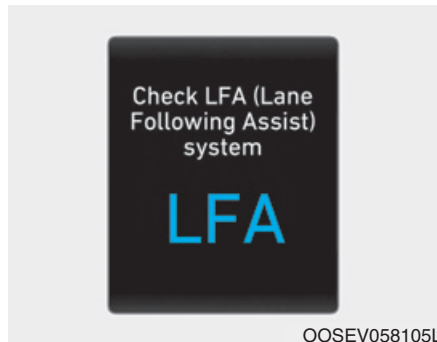 Check LFA (Lane
Following Assist)
system
LFA
OOSEV058105L